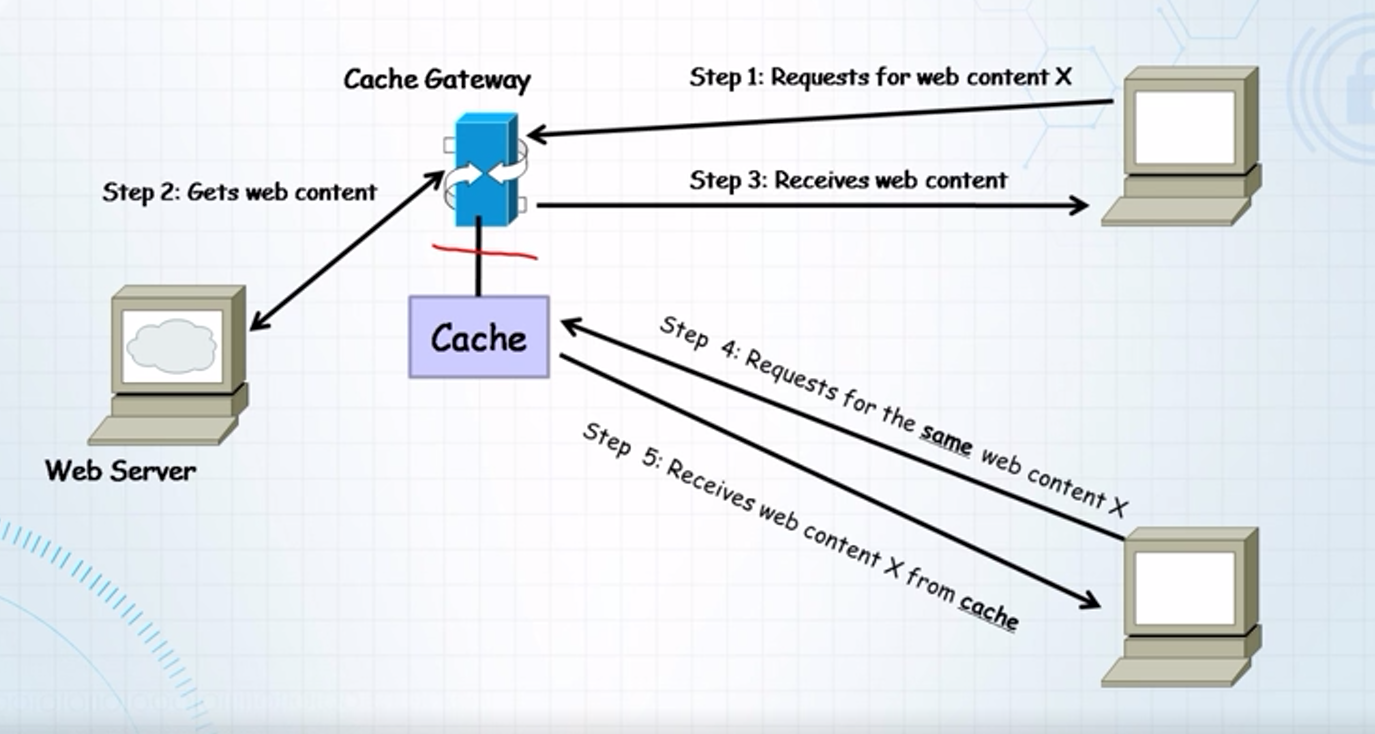 Cache Gateway
Step 1: Requests for web content X
Step 2: Gets web content
Step 3: Receives web content
Cache
Step 4: Requests for the same web content X
Step 5: Receives web content X from cache
Web Server